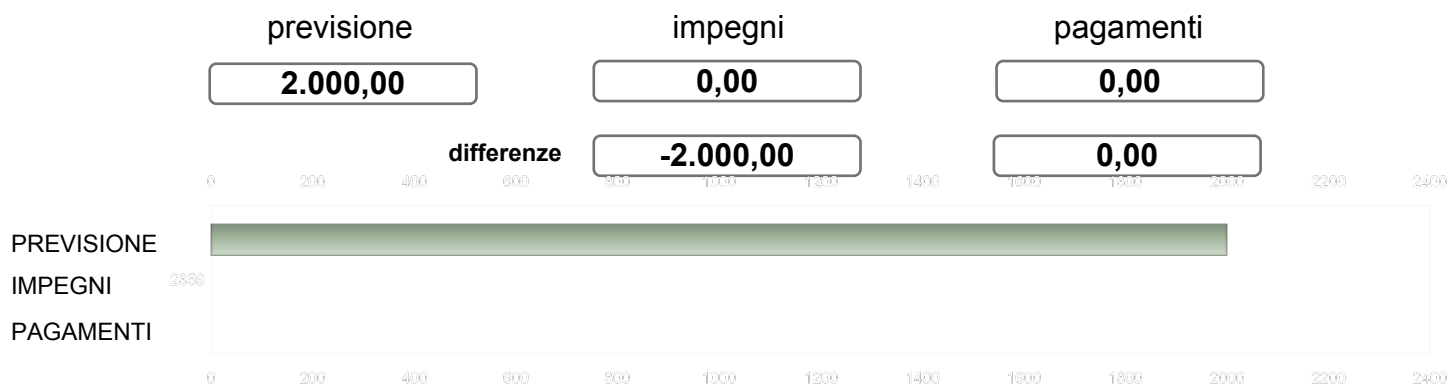 previsione impegni pagamenti
2.000,00 0,00 0,00
differenze -2.000,00 0,00
0 200 400 600 800 1000 1200 1400 1600 1800 2000 2200 2400
PREVISIONE
2859
IMPEGNI
PAGAMENTI
0 200 400 600 800 1000 1200 1400 1600 1800 2000 2200 2400